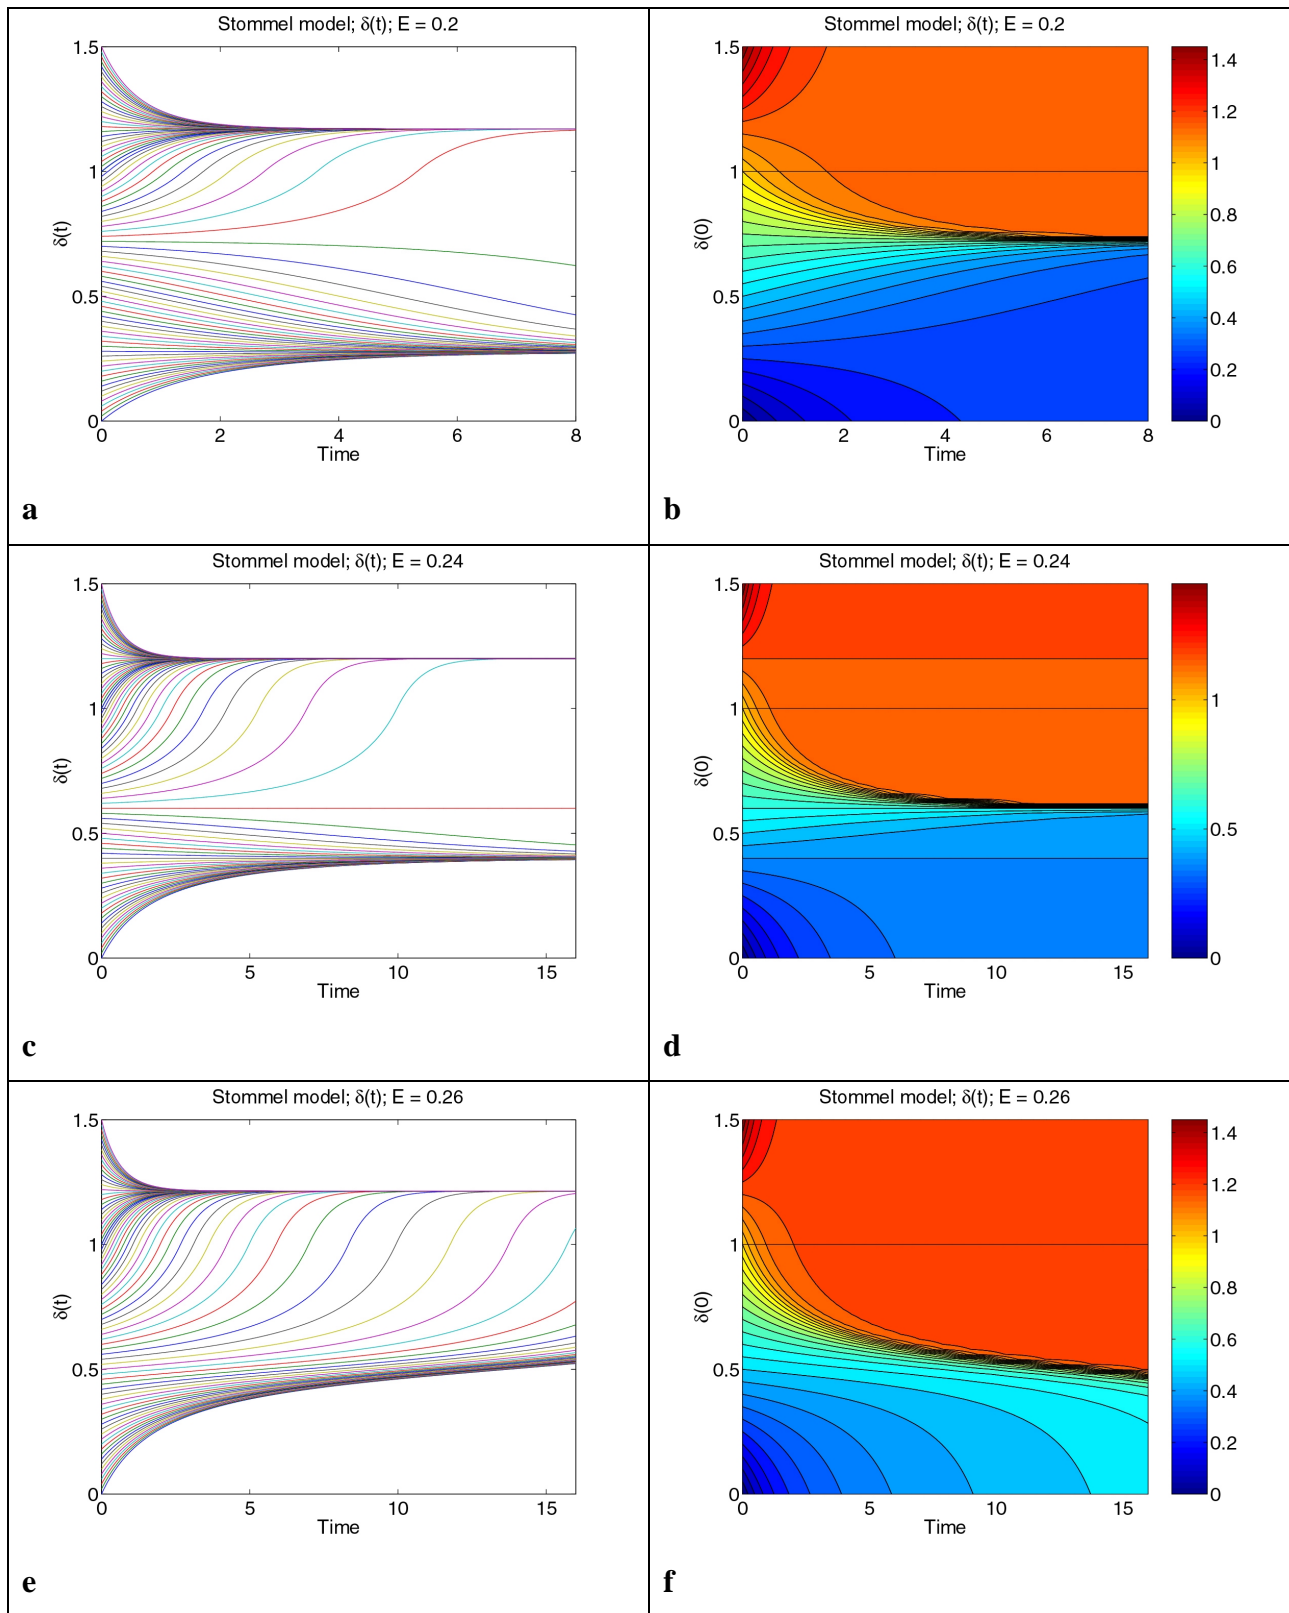 Stommel model; δ(t); E = 0.2
1.5
1
0.5
0
δ(t)
0 2 4 6 8
Time
a
Stommel model; δ(t); E = 0.2
1.5
1
0.5
0
δ(0)
0 2 4 6 8
Time
1.4
1.2
1
0.8
0.6
0.4
0.2
0
b
Stommel model; δ(t); E = 0.24
1.5
1
0.5
0
δ(t)
0 5 10 15
Time
c
Stommel model; δ(t); E = 0.24
1.5
1
0.5
0
δ(0)
0 5 10 15
Time
1
0.5
0
d
Stommel model; δ(t); E = 0.26
1.5
1
0.5
0
δ(t)
0 5 10 15
Time
e
Stommel model; δ(t); E = 0.26
1.5
1
0.5
0
δ(0)
0 5 10 15
Time
1.4
1.2
1
0.8
0.6
0.4
0.2
0
f